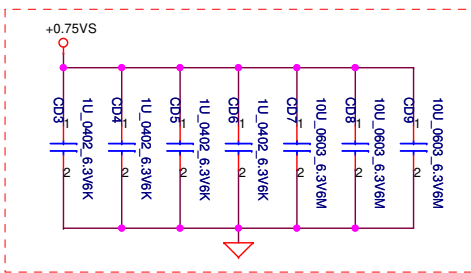 +0.75VS
CD3
1
2
1U_0402_6.3V6K
CD4
1
2
1U_0402_6.3V6K
CD5
1
2
1U_0402_6.3V6K
CD6
1
2
1U_0402_6.3V6K
CD7
1
2
10U_0603_6.3V6M
CD8
1
2
10U_0603_6.3V6M
CD9
1
2
10U_0603_6.3V6M